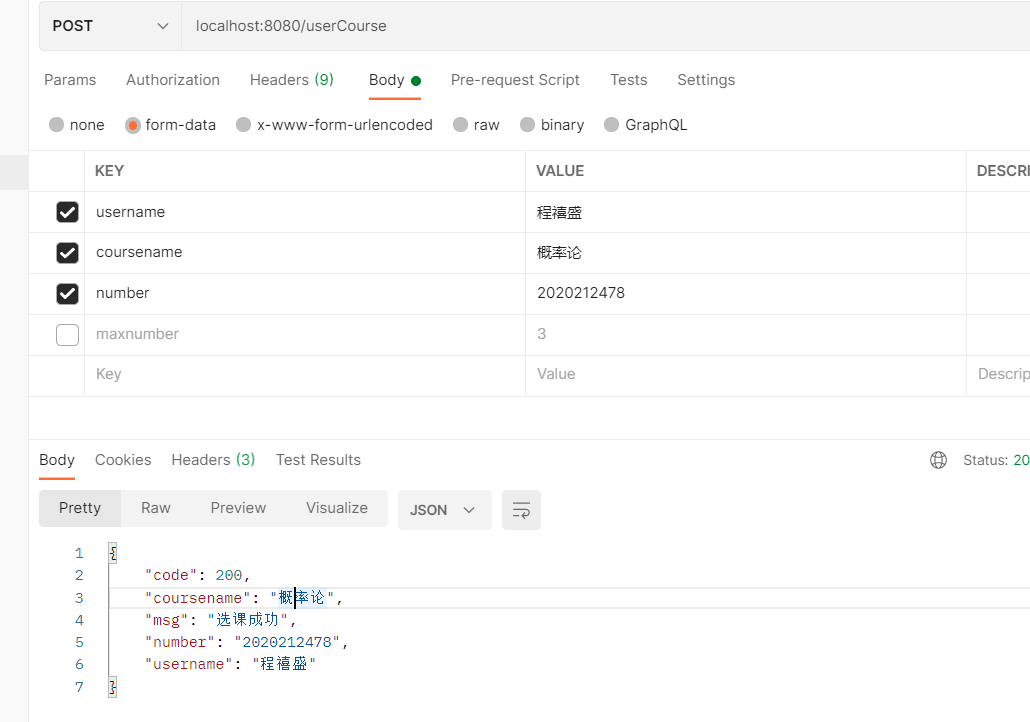 POST localhost:8080/userCourse
Params Authorization Headers (9) Body Pre-request Script Tests Settings
none form-data x-www-form-urlencoded raw binary GraphQL
KEY VALUE DESCRI
username 程禧盛
coursename 概率论
number 2020212478
maxnumber 3
Key Value Descrip
Body Cookies Headers (3) Test Results Status: 20
Pretty Raw Preview Visualize JSON
1 {
2 "code": 200,
3 "coursename": "概率论",
4 "msg": "选课成功",
5 "number": "2020212478",
6 "username": "程禧盛"
7 }